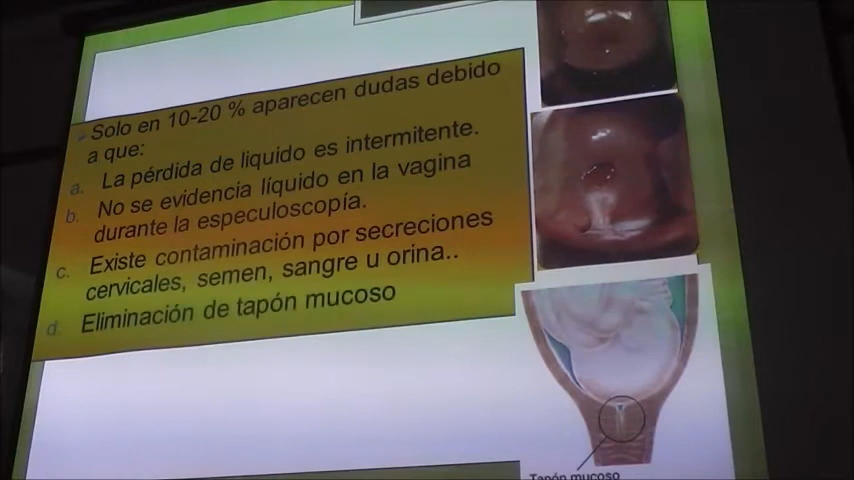 Solo en 10-20 % aparecen dudas debido
a que:
a. La pérdida de liquido es intermitente.
b. No se evidencia líquido en la vagina
durante la especuloscopía.
c. Existe contaminación por secreciones
cervicales, semen, sangre u orina..
d. Eliminación de tapón mucoso
Tapón mucoso